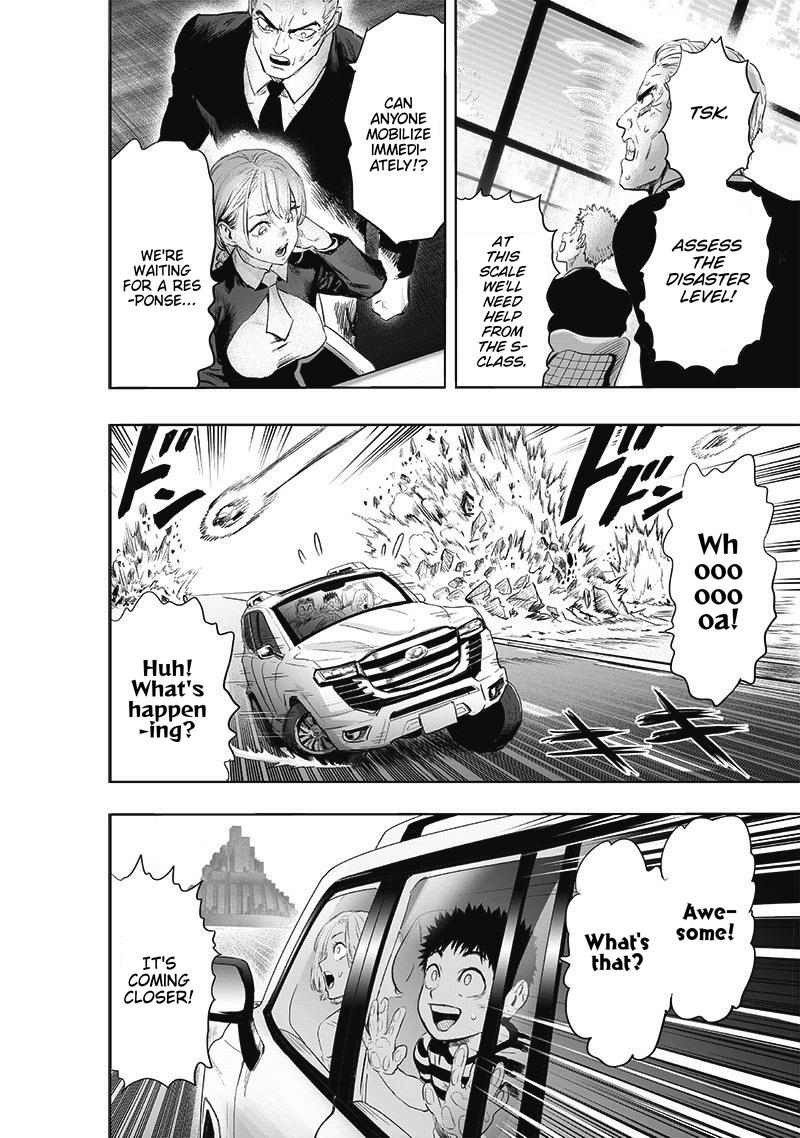 TSK.
ASSESS
THE
DISASTER
LEVEL!
AT
THIS
SCALE
WE'LL
NEED
HELP
FROM
THE S-
CLASS.
CAN
ANYONE
MOBILIZE
IMMEDI-
ATELY!?
WE'RE
WAITING
FOR A RES
-PONSE...
ドドン
ドドン
Wh
ooo
ooo
oa!
Huh!
What's
happen
-ing?
キキキ
Awe-
some!
What's
that?
IT'S
COMING
CLOSER!